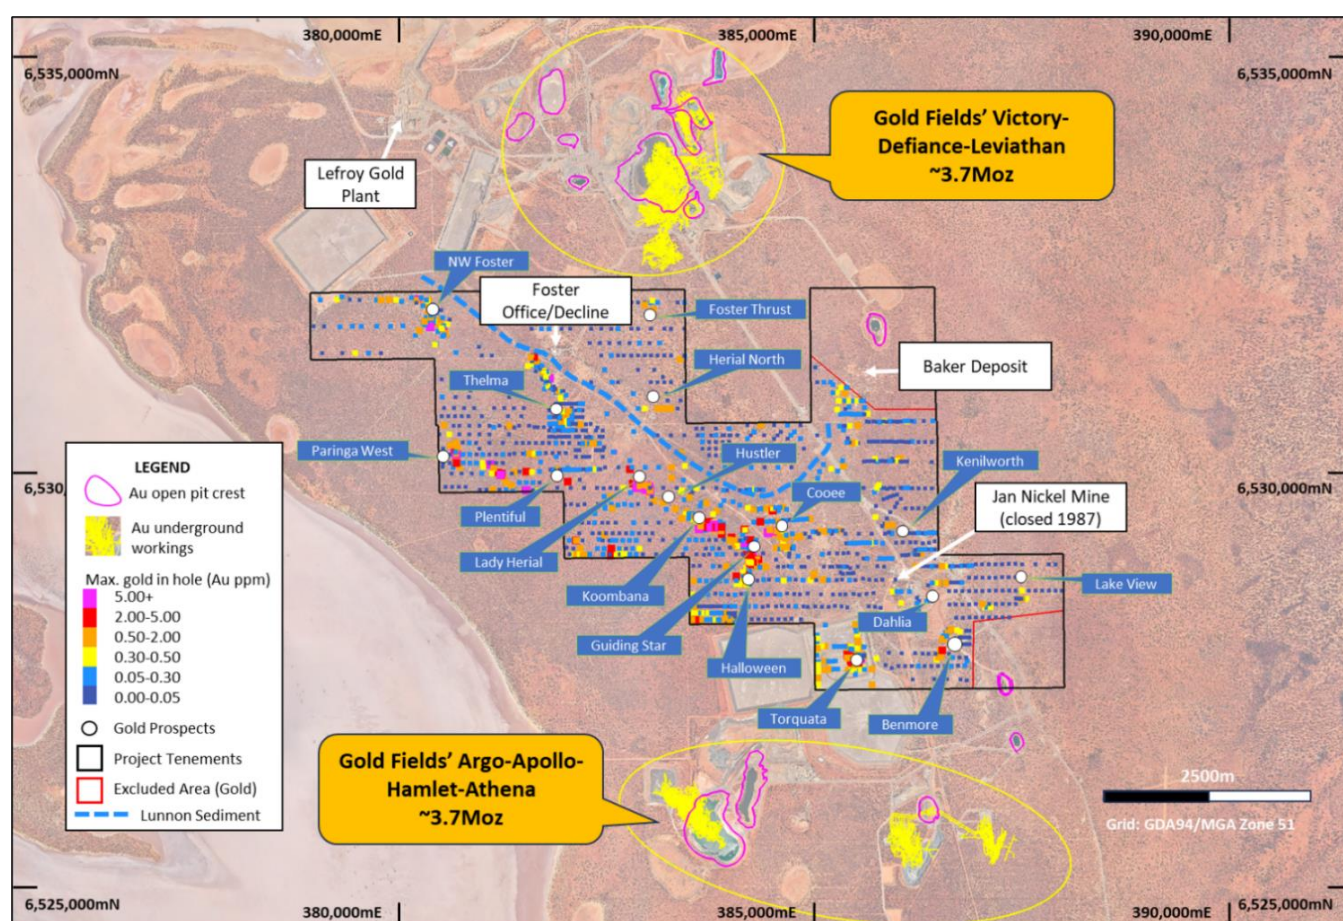 380,000mE
385,000mE
390,000mE
6,535,000mN
6,535,000mN
Gold Fields' Victory-
Defiance-Leviathan
~3.7Moz
Lefroy Gold
Plant
NW Foster
Foster
Office/Decline
Foster Thrust
Herial North
Baker Deposit
Thelma
Paringa West
Hustler
Kenilworth
Cooee
6,530,
6,530,000mN
Jan Nickel Mine
(closed 1987)
Plentiful
Lady Herial
Koombana
Lake View
Guiding Star
Dahlia
Halloween
Torquata
Benmore
LEGEND
Au open pit crest
Au underground
workings
Max. gold in hole (Au ppm)
5.00+
2.00-5.00
0.50-2.00
0.30-0.50
0.05-0.30
0.00-0.05
Gold Prospects
Project Tenements
Excluded Area (Gold)
Lunnon Sediment
Gold Fields' Argo-Apollo-
Hamlet-Athena
~3.7Moz
2500m
Grid: GDA94/MGA Zone 51
6,525,000mN
380,000mE
385,000mE
390,000mE
6,525,000mN